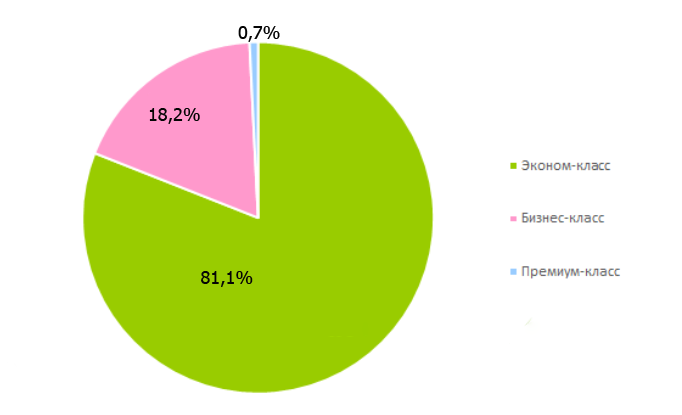 0,7%
18,2%
81,1%
Эконом-класс
Бизнес-класс
Премиум-класс